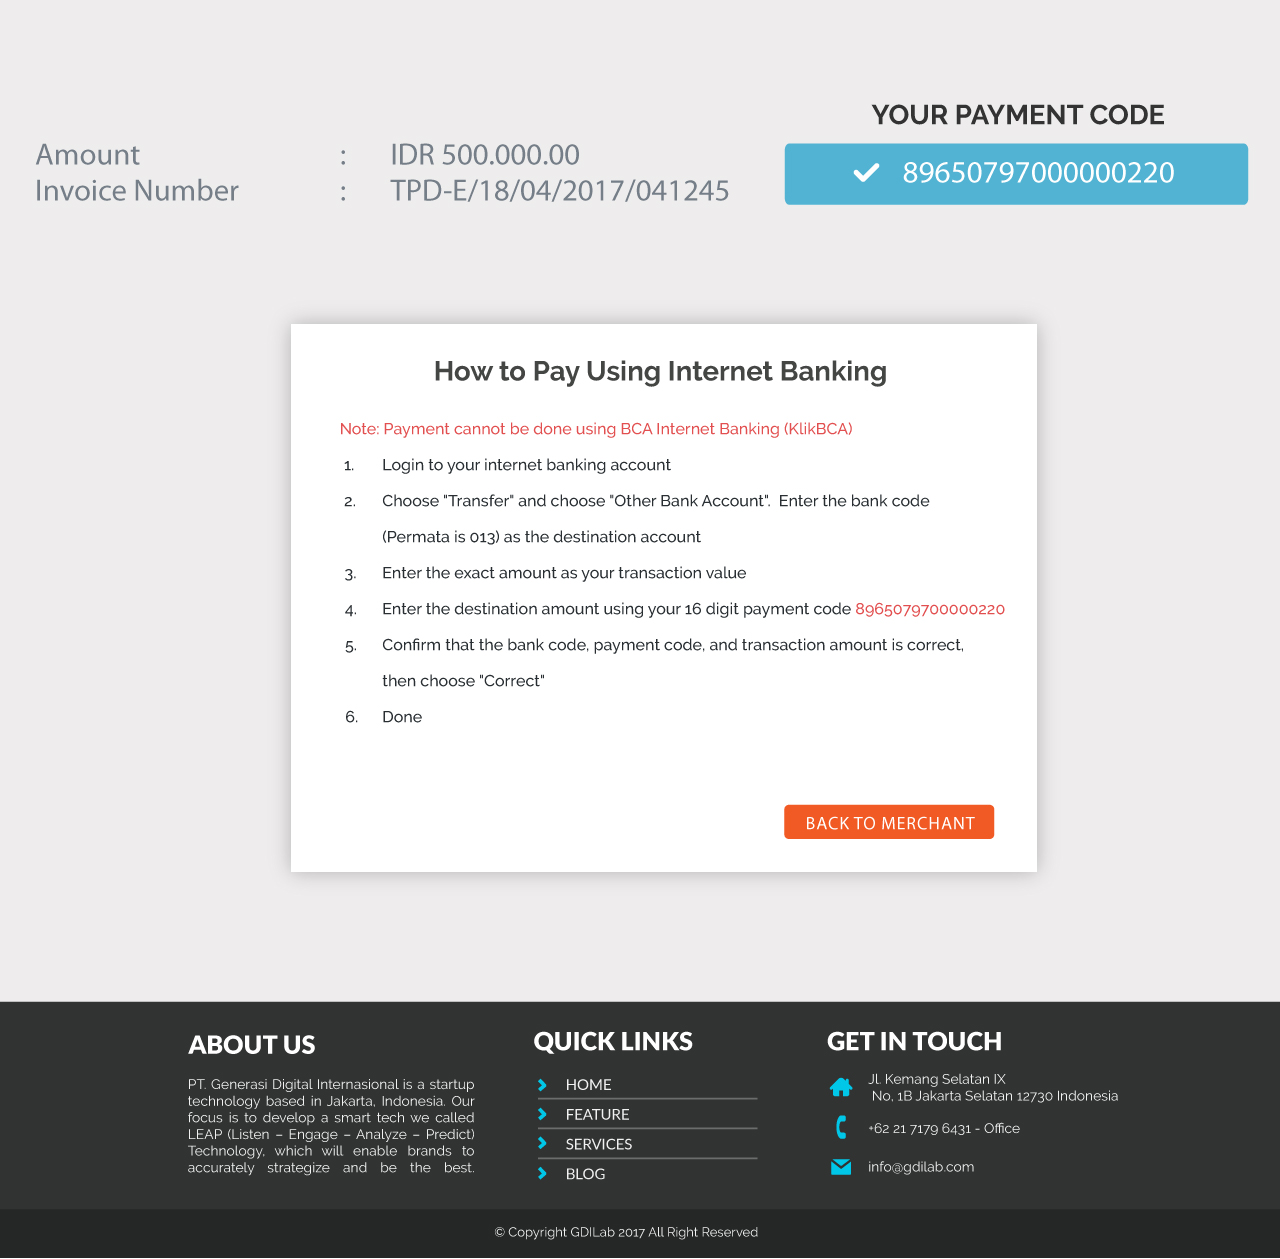 YOUR PAYMENT CODE
Amount : IDR 500.000.00
89650797000000220
Invoice Number : TPD-E/18/04/2017/041245
How to Pay Using Internet Banking
Note: Payment cannot be done using BCA Internet Banking (KlikBCA)
1. Login to your internet banking account
2. Choose "Transfer" and choose "Other Bank Account". Enter the bank code
(Permata is 013) as the destination account
3. Enter the exact amount as your transaction value
4. Enter the destination amount using your 16 digit payment code 8965079700000220
5. Confirm that the bank code, payment code, and transaction amount is correct,
then choose "Correct"
6. Done
BACK TO MERCHANT
ABOUT US
PT. Generasi Digital Internasional is a startup
technology based in Jakarta, Indonesia. Our
focus is to develop a smart tech we called
LEAP (Listen – Engage – Analyze – Predict)
Technology, which will enable brands to
accurately strategize and be the best.
QUICK LINKS
HOME
FEATURE
SERVICES
BLOG
GET IN TOUCH
Jl. Kemang Selatan IX
No, 1B Jakarta Selatan 12730 Indonesia
+62 21 7179 6431 - Office
info@gdilab.com
© Copyright GDILab 2017 All Right Reserved